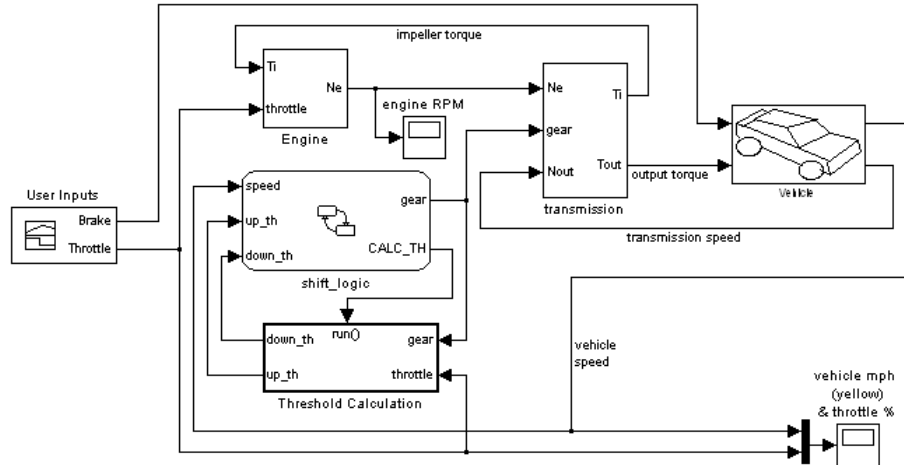 impeller torque
Ti
Ne
throttle
Engine
engine RPM
Ne
Ti
gear
Tout
Nout
transmission
output torque
Vehicle
transmission speed
User Inputs
Brake
Throttle
speed
gear
up_th
CALC_TH
down_th
shift_logic
run()
down_th
gear
up_th
throttle
Threshold Calculation
vehicle
speed
vehicle mph
(yellow)
& throttle %